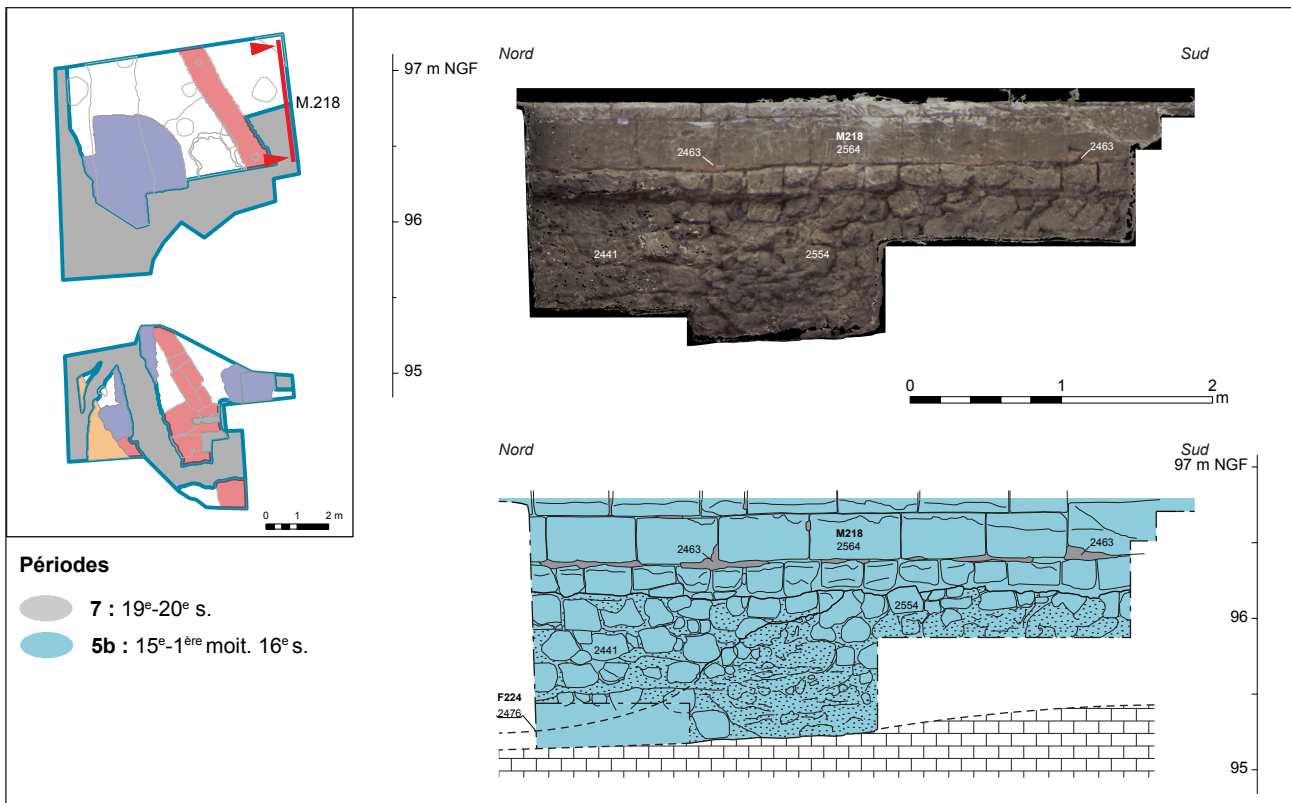 M.218
2 m
0
1
Périodes
7 : 19e-20e s.
5b : 15e-1ère moit. 16e s.
97 m NGF
96
95
Nord
Sud
M218
2564
2463
2463
2441
2554
0
1
2
m
Nord
Sud
97 m NGF
M218
2564
2463
2463
2554
96
2441
F224
2476
95